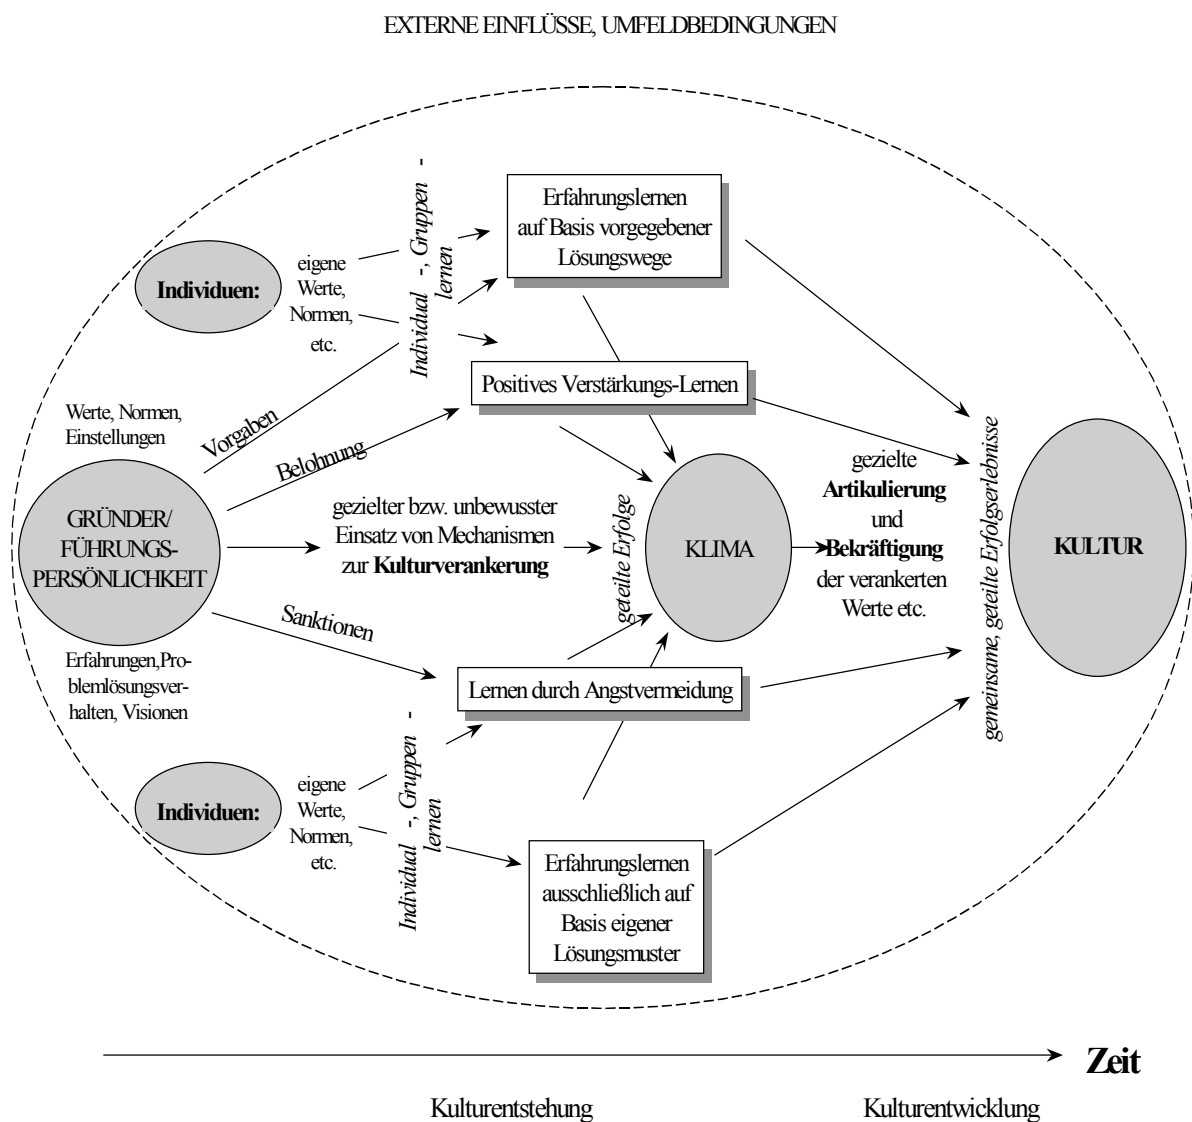 EXTERNE EINFLÜSSE, UMFELDBEDINGUNGEN
Individuen:
eigene
Werte,
Normen,
etc.
Individual -, Gruppen -
lernen
Erfahrungslernen
auf Basis vorgegebener
Lösungswege
Positives Verstärkungs-Lernen
Werte, Normen,
Einstellungen
Vorgaben
Belohnung
GRÜNDER/
FÜHRUNGS-
PERSÖNLICHKEIT
gezielter bzw. unbewusster
Einsatz von Mechanismen
zur Kulturverankerung
geteilte Erfolge
KLIMA
gezielte
Artikulierung
und
Bekräftigung
der verankerten
Werte etc.
gemeinsame, geteilte Erfolgserlebnisse
KULTUR
Sanktionen
Erfahrungen,Pro-
blemlösungsver-
halten, Visionen
Lernen durch Angstvermeidung
Individuen:
eigene
Werte,
Normen,
etc.
Individual -, Gruppen -
lernen
Erfahrungslernen
ausschließlich auf
Basis eigener
Lösungsmuster
Zeit
Kulturentstehung
Kulturentwicklung